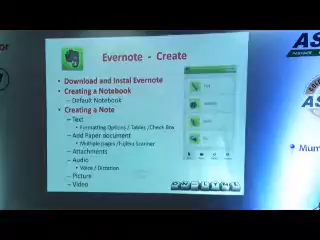 Evernote - Create
• Download and Instal Evernote
• Creating a Notebook
– Default Notebook
• Creating a Note
– Text
• Formatting Options / Tables /Check Box
– Add Paper document
• Multiple pages /Fujitsu Scanner
– Attachments
– Audio
• Voice / Dictation
– Picture
– Video
or
AS
AS
• Mum